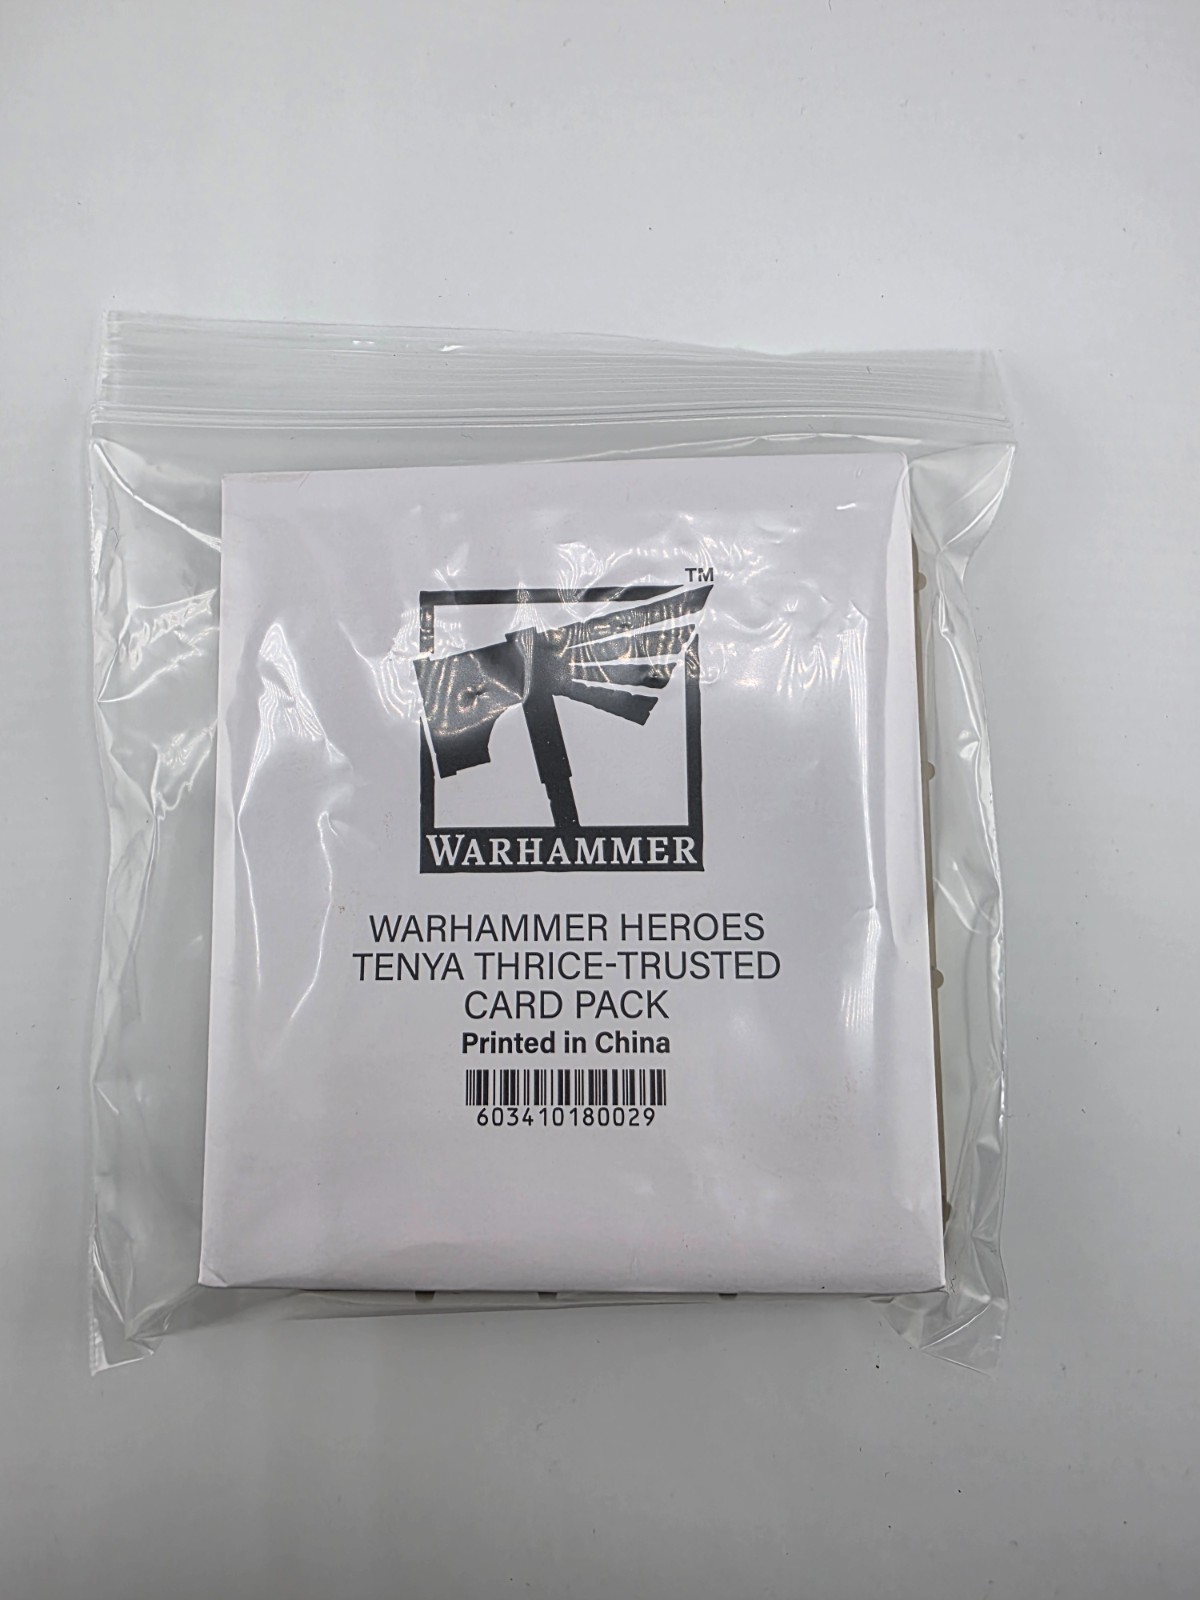 TM
WARHAMMER
WARHAMMER HEROES
TENYA THRICE-TRUSTED
CARD PACK
Printed in China
603410180029